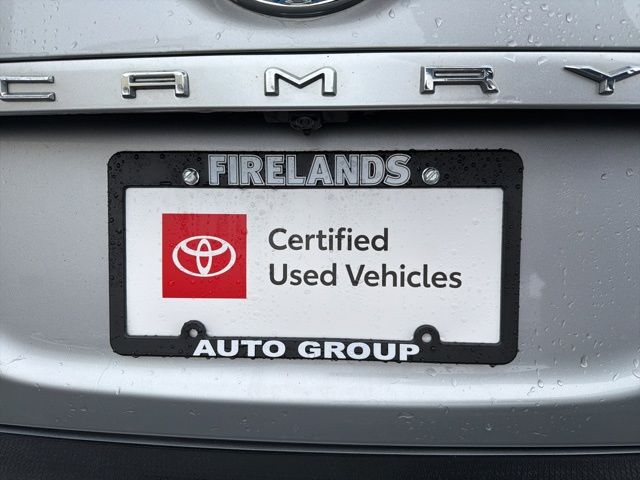 CAMRY
FIRELANDS
Certified
Used Vehicles
AUTO GROUP